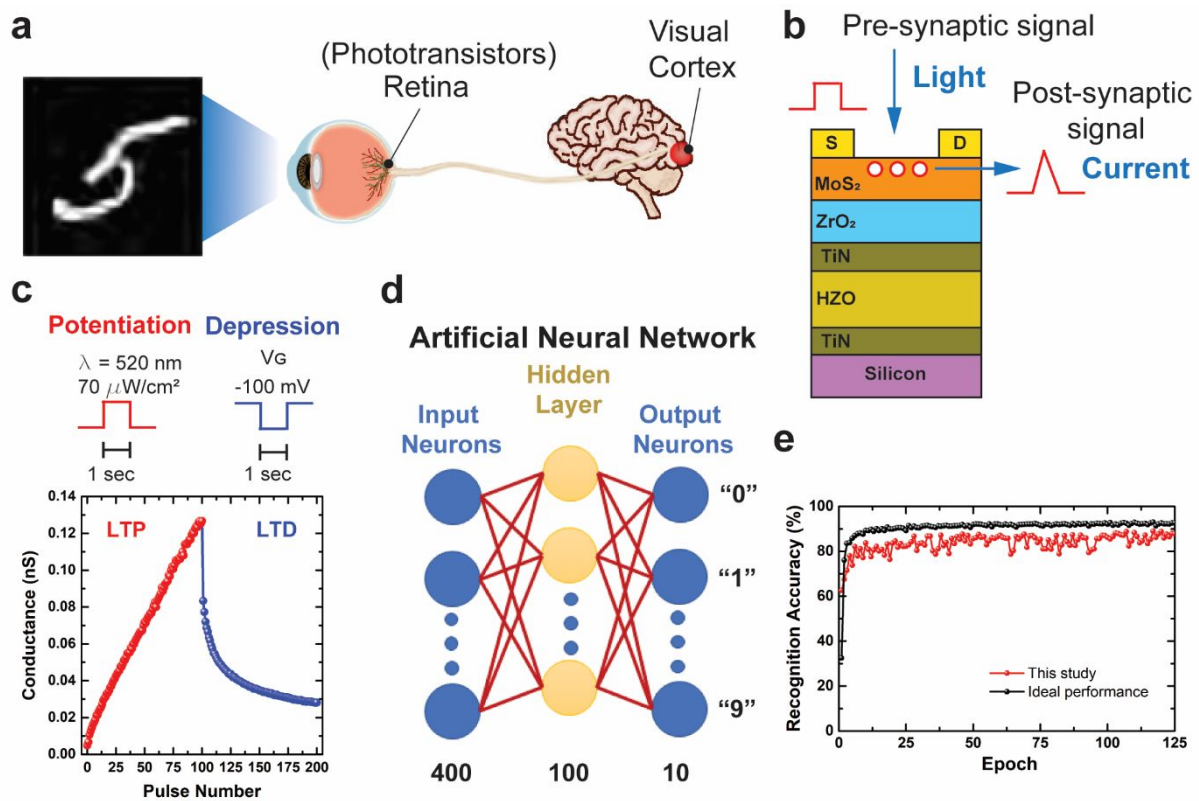 a
(Phototransistors)
Retina
Visual
Cortex
b
Pre-synaptic signal
Light
Post-synaptic
signal
Current
S
D
MoS₂
ZrO₂
TiN
HZO
TiN
Silicon
c
Potentiation
λ = 520 nm
70 μW/cm²
1 sec
Depression
VG
-100 mV
1 sec
LTP
LTD
Conductance (nS)
0.14
0.12
0.10
0.08
0.06
0.04
0.02
0.00
0 25 50 75 100 125 150 175 200
Pulse Number
d
Artificial Neural Network
Hidden
Layer
Input
Neurons
Output
Neurons
"0"
"1"
"9"
400 100 10
e
Recognition Accuracy (%)
100
80
60
40
20
0
This study
Ideal performance
0 25 50 75 100 125
Epoch